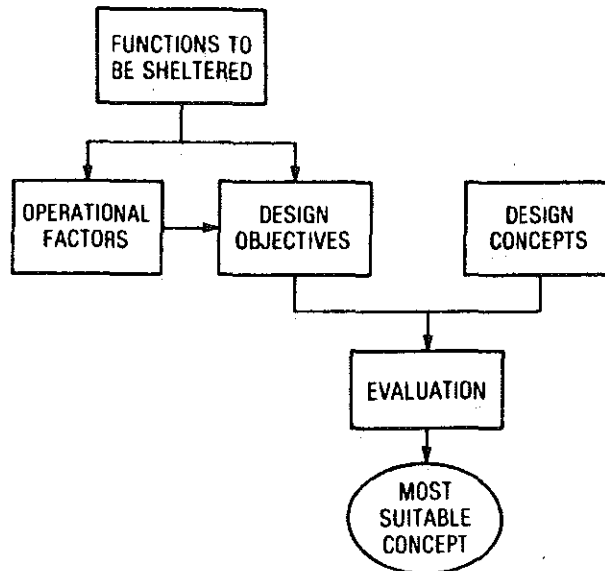 FUNCTIONS TO
BE SHELTERED
OPERATIONAL
FACTORS
DESIGN
OBJECTIVES
DESIGN
CONCEPTS
EVALUATION
MOST
SUITABLE
CONCEPT